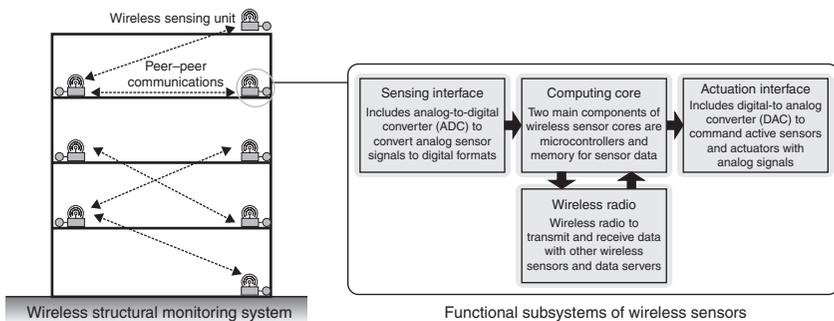 Wireless sensing unit
Peer–peer
communications
Wireless structural monitoring system
Sensing interface
Includes analog-to-digital
converter (ADC) to
convert analog sensor
signals to digital formats
Computing core
Two main components of
wireless sensor cores are
microcontrollers and
memory for sensor data
Actuation interface
Includes digital-to analog
converter (DAC) to
command active sensors
and actuators with
analog signals
Wireless radio
Wireless radio to
transmit and receive data
with other wireless
sensors and data servers
Functional subsystems of wireless sensors